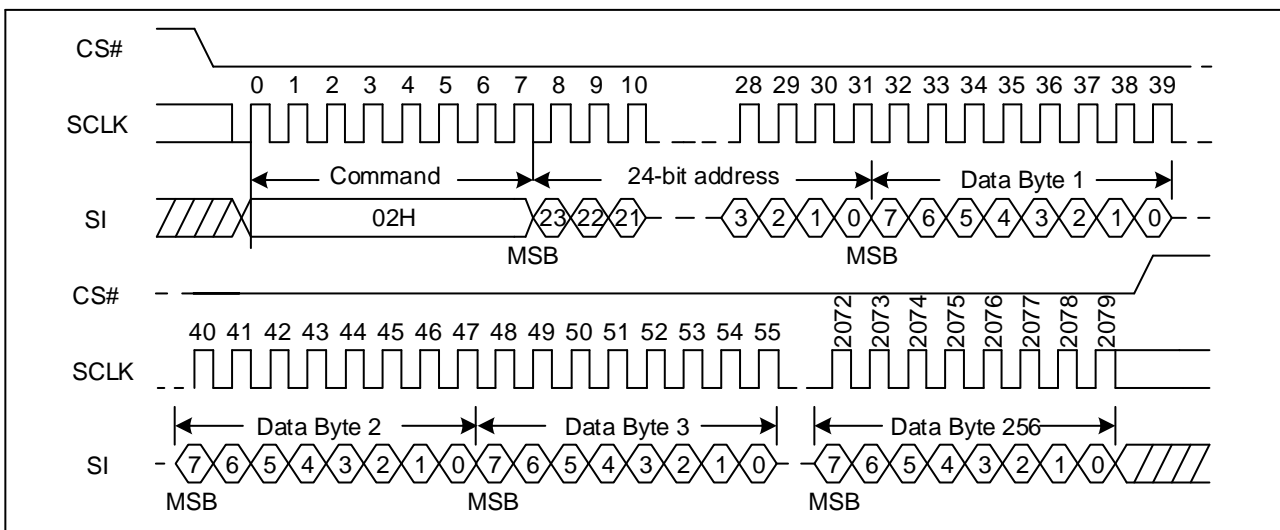 CS#
0 1 2 3 4 5 6 7 8 9 10 28 29 30 31 32 33 34 35 36 37 38 39
SCLK
Command 24-bit address Data Byte 1
SI 02H 23 22 21 3 2 1 0 7 6 5 4 3 2 1 0
MSB MSB
CS#
40 41 42 43 44 45 46 47 48 49 50 51 52 53 54 55 2072 2073 2074 2075 2076 2077 2078 2079
SCLK
Data Byte 2 Data Byte 3 Data Byte 256
SI 7 6 5 4 3 2 1 0 7 6 5 4 3 2 1 0 7 6 5 4 3 2 1 0
MSB MSB MSB